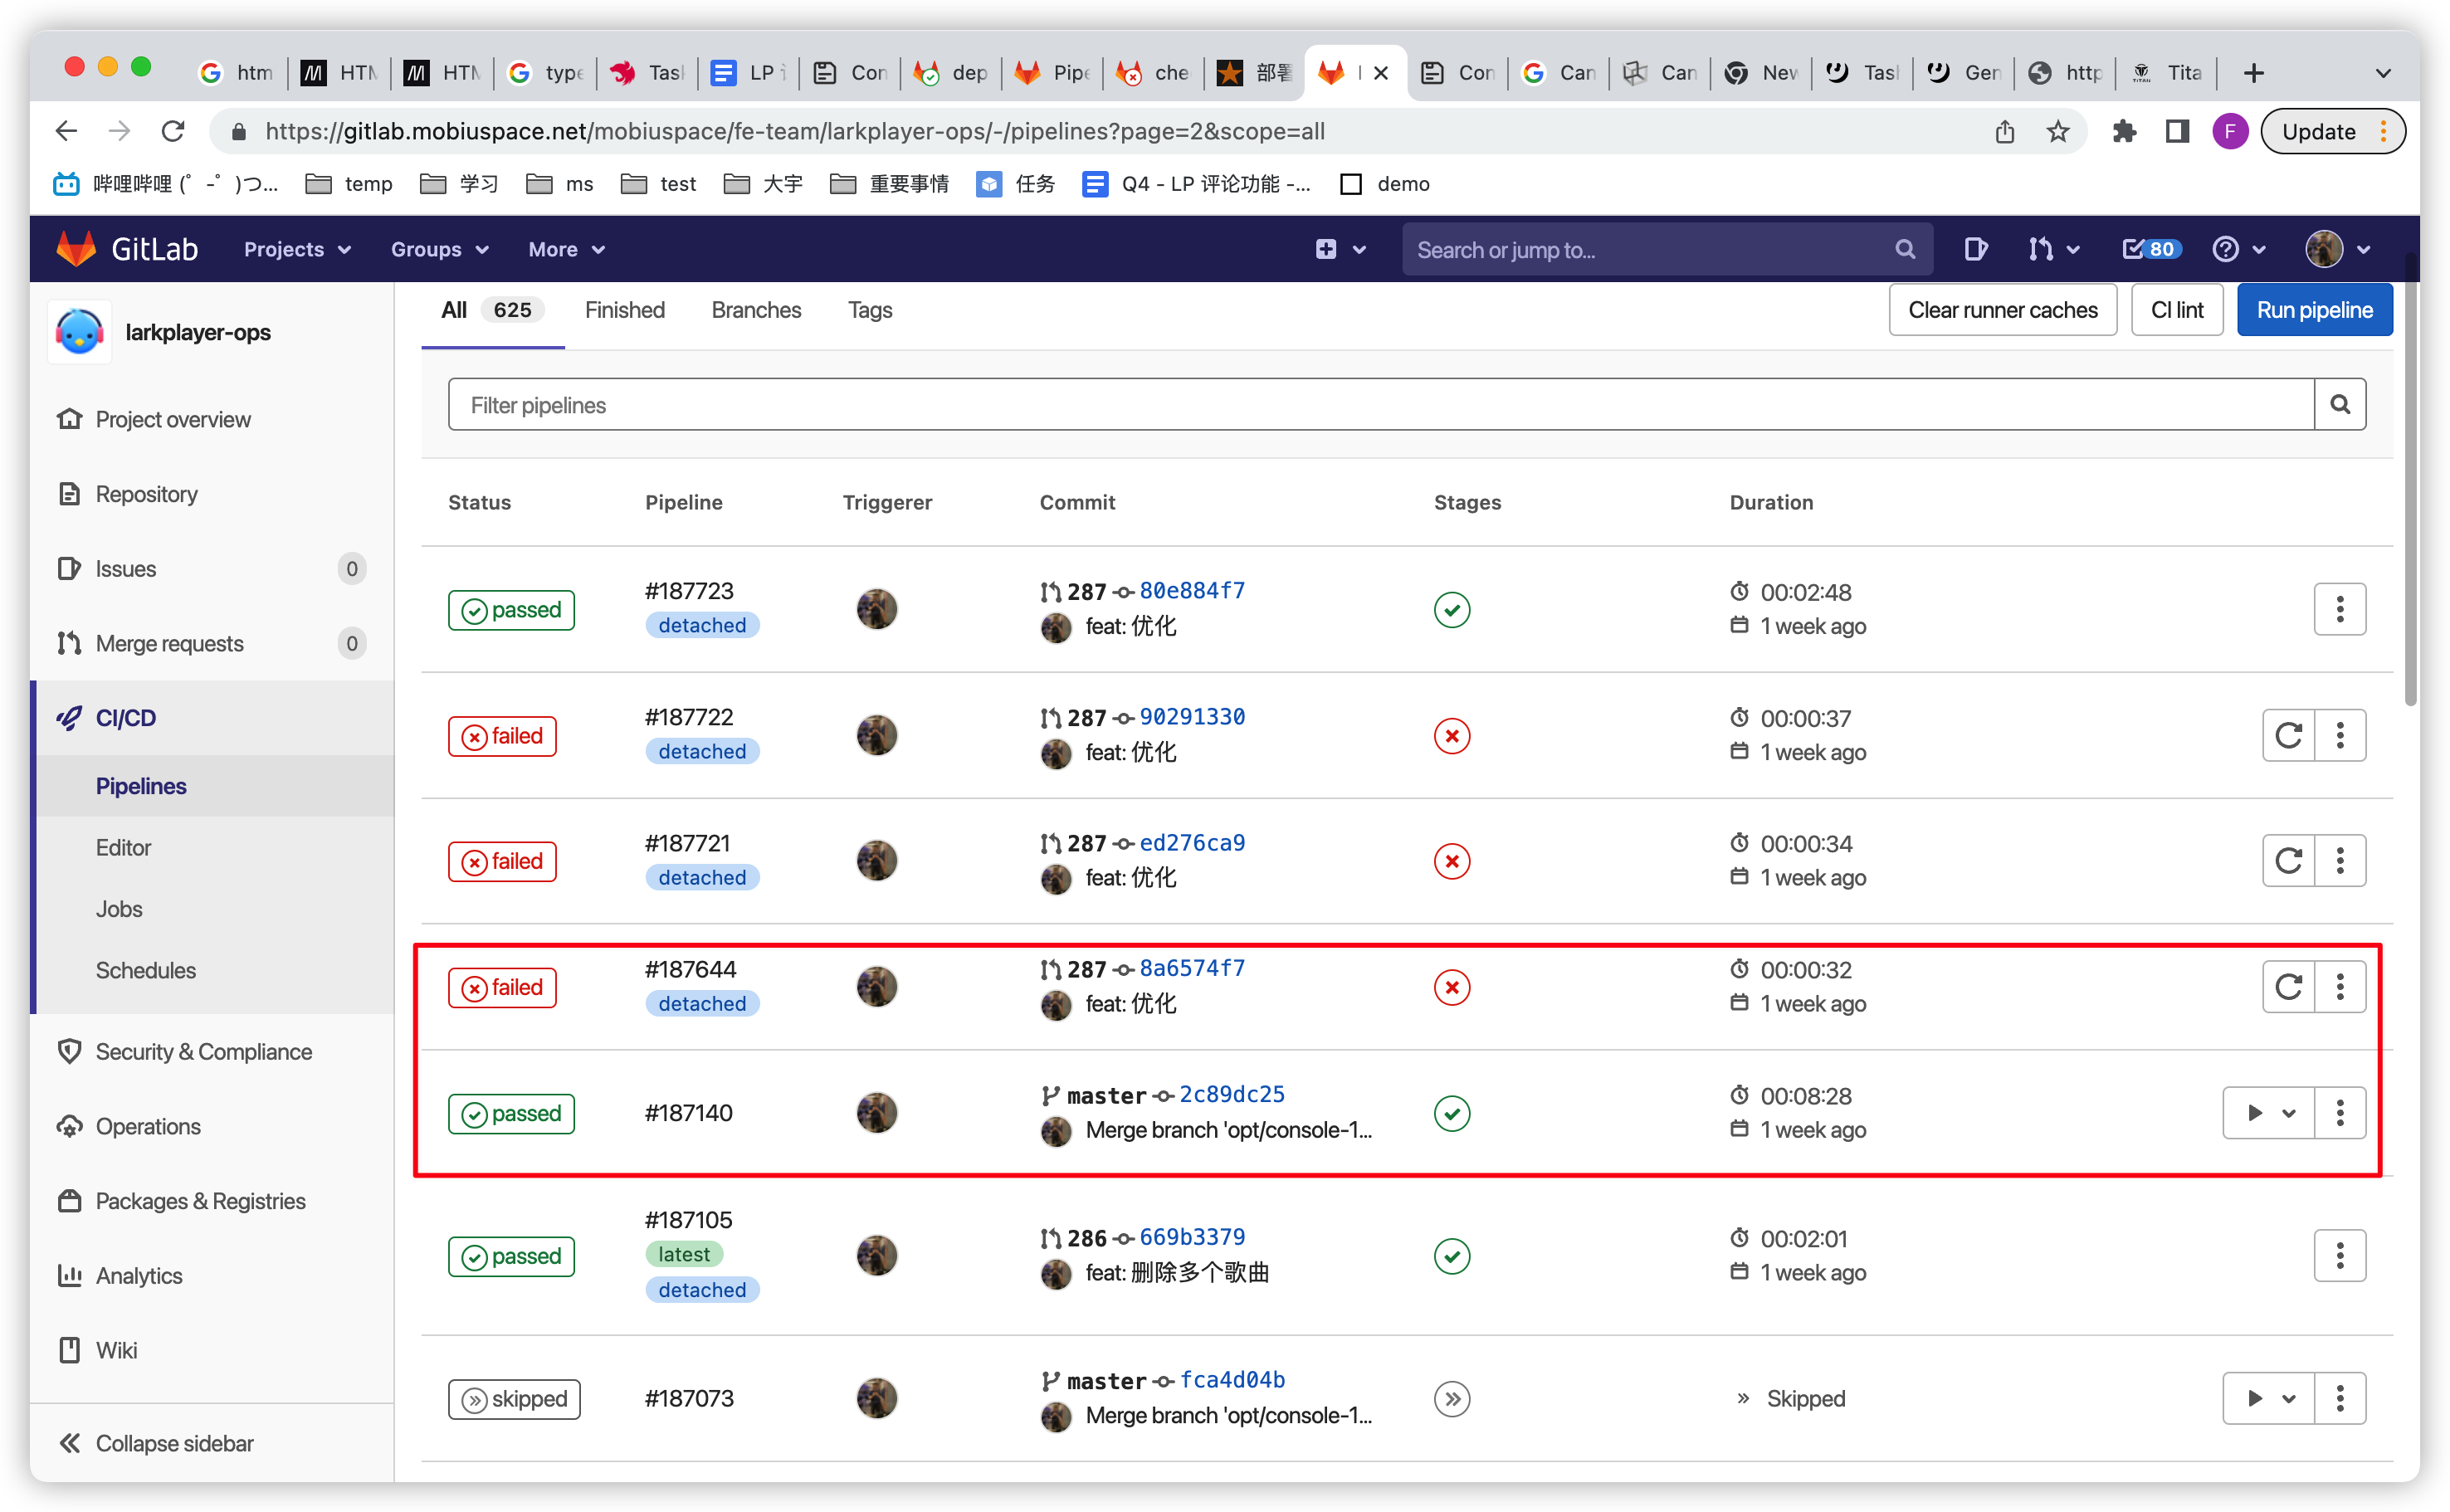 htm
HTM
HTM
type
Tas
LP
Con
dep
Pipe
che
部署
Con
Can
Can
New
Tas
Gen
http
Tita
https://gitlab.mobiuspace.net/mobiuspace/fe-team/larkplayer-ops/-/pipelines?page=2&scope=all
F
Update
哔哩哔哩 (゜-゜)つ...
temp
学习
ms
test
大宇
重要事情
任务
Q4 - LP 评论功能 -...
demo
GitLab
Projects
Groups
More
Search or jump to...
80
larkplayer-ops
Project overview
Repository
Issues 0
Merge requests 0
CI/CD
Pipelines
Editor
Jobs
Schedules
Security & Compliance
Operations
Packages & Registries
Analytics
Wiki
Collapse sidebar
All 625
Finished
Branches
Tags
Clear runner caches
CI lint
Run pipeline
Filter pipelines
Status Pipeline Triggerer Commit Stages Duration
passed
#187723
detached
287 80e884f7
feat: 优化
00:02:48
1 week ago
failed
#187722
detached
287 90291330
feat: 优化
00:00:37
1 week ago
failed
#187721
detached
287 ed276ca9
feat: 优化
00:00:34
1 week ago
failed
#187644
detached
287 8a6574f7
feat: 优化
00:00:32
1 week ago
passed
#187140
master 2c89dc25
Merge branch 'opt/console-1...
00:08:28
1 week ago
passed
#187105
latest
detached
286 669b3379
feat: 删除多个歌曲
00:02:01
1 week ago
skipped
#187073
master fca4d04b
Merge branch 'opt/console-1...
Skipped